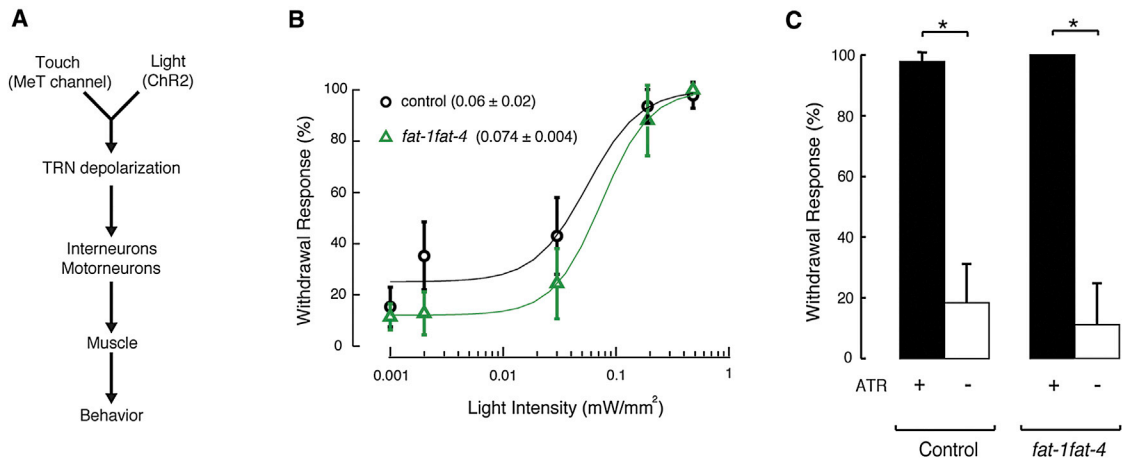 A
Touch
(MeT channel)
Light
(ChR2)
TRN depolarization
Interneurons
Motorneurons
Muscle
Behavior
B
Withdrawal Response (%)
100
80
60
40
20
0
control (0.06 ± 0.02)
fat-1fat-4 (0.074 ± 0.004)
0.001 0.01 0.1 1
Light Intensity (mW/mm²)
C
* *
Withdrawal Response (%)
100
80
60
40
20
0
ATR + - + -
Control fat-1fat-4